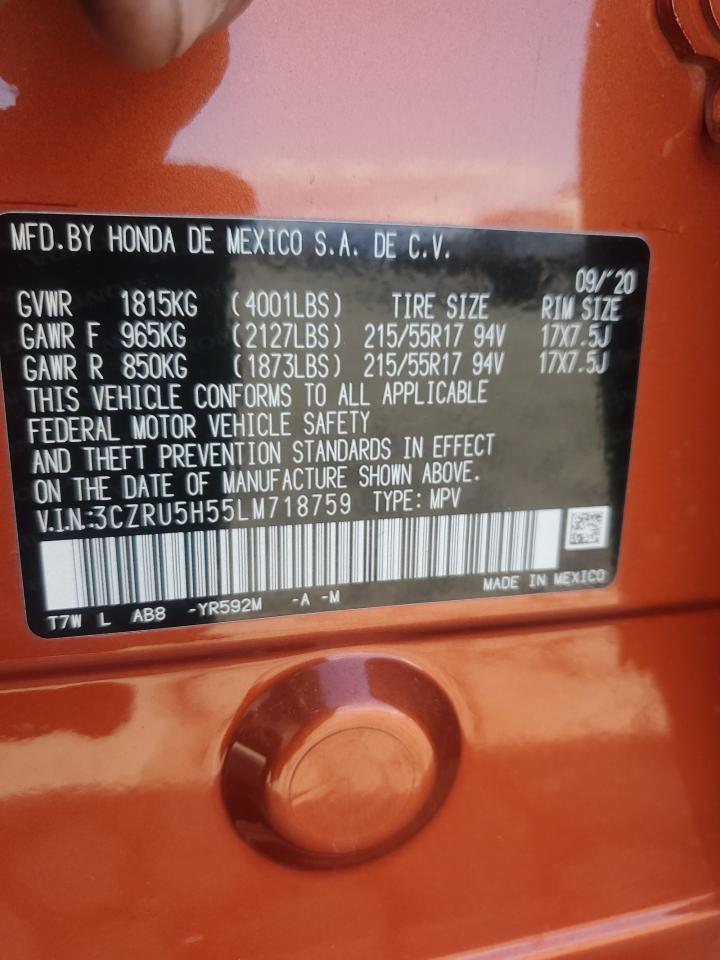 MFD.BY HONDA DE MEXICO S.A. DE C.V.
09/'20
GVWR 1815KG (4001LBS) TIRE SIZE RIM SIZE
GAWR F 965KG (2127LBS) 215/55R17 94V 17X7.5J
GAWR R 850KG (1873LBS) 215/55R17 94V 17X7.5J
THIS VEHICLE CONFORMS TO ALL APPLICABLE
FEDERAL MOTOR VEHICLE SAFETY
AND THEFT PREVENTION STANDARDS IN EFFECT
ON THE DATE OF MANUFACTURE SHOWN ABOVE.
V.I.N.:3CZRU5H55LM718759 TYPE: MPV
MADE IN MEXICO
T7W L AB8 -YR592M -A -M